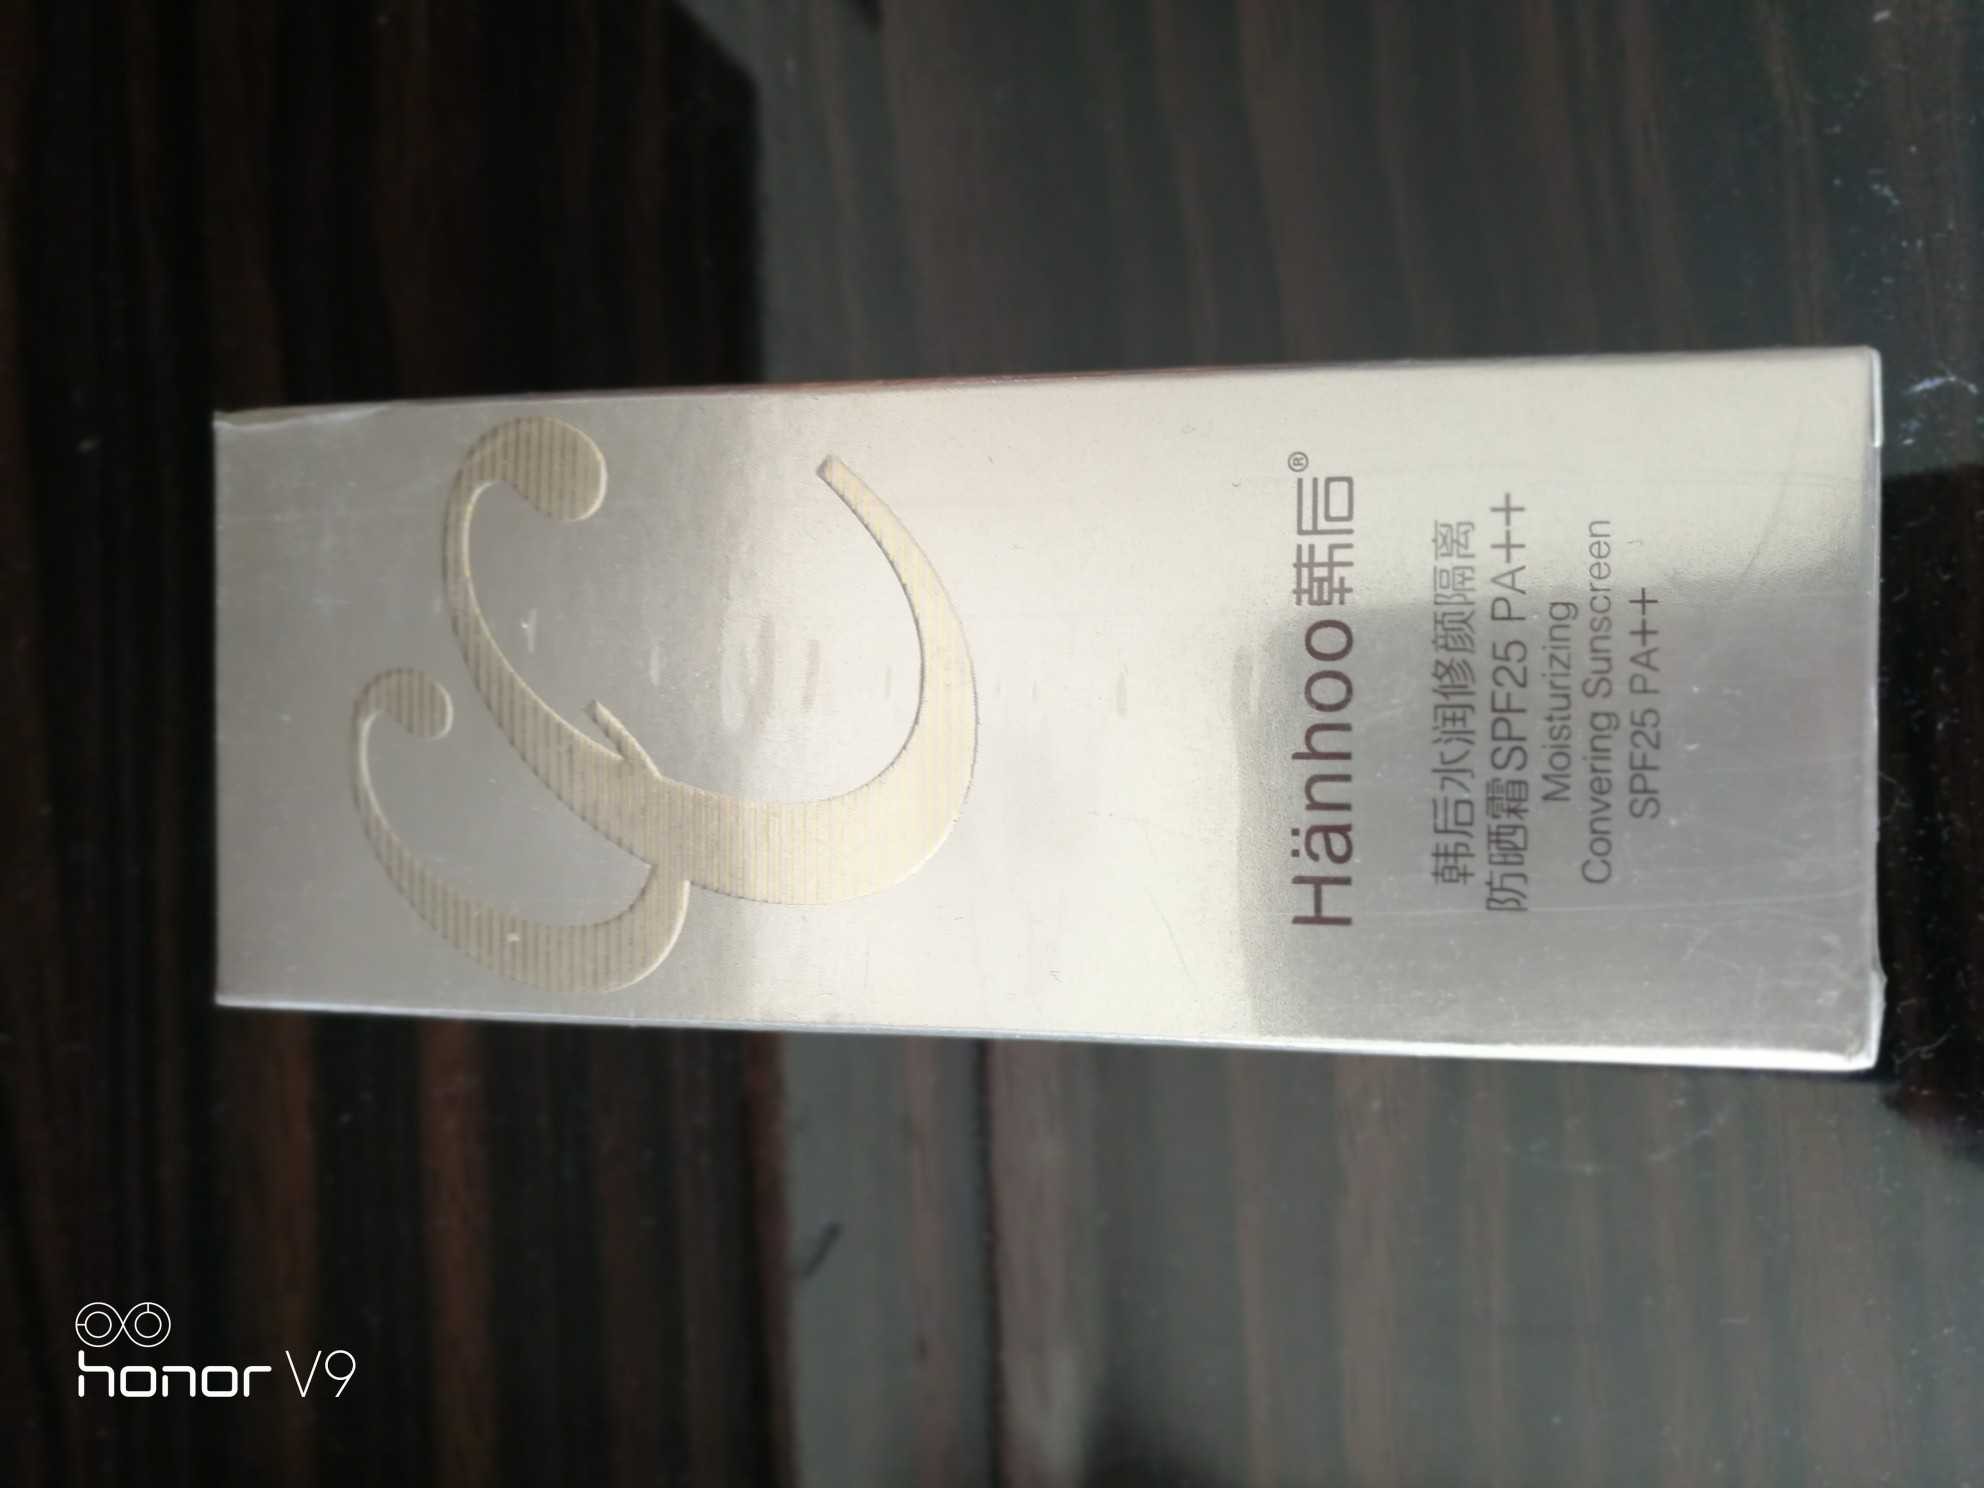 Hänhoo韩后®
韩后水润修颜隔离
防晒霜SPF25 PA++
Moisturizing
Convering Sunscreen
SPF25 PA++
honor V9